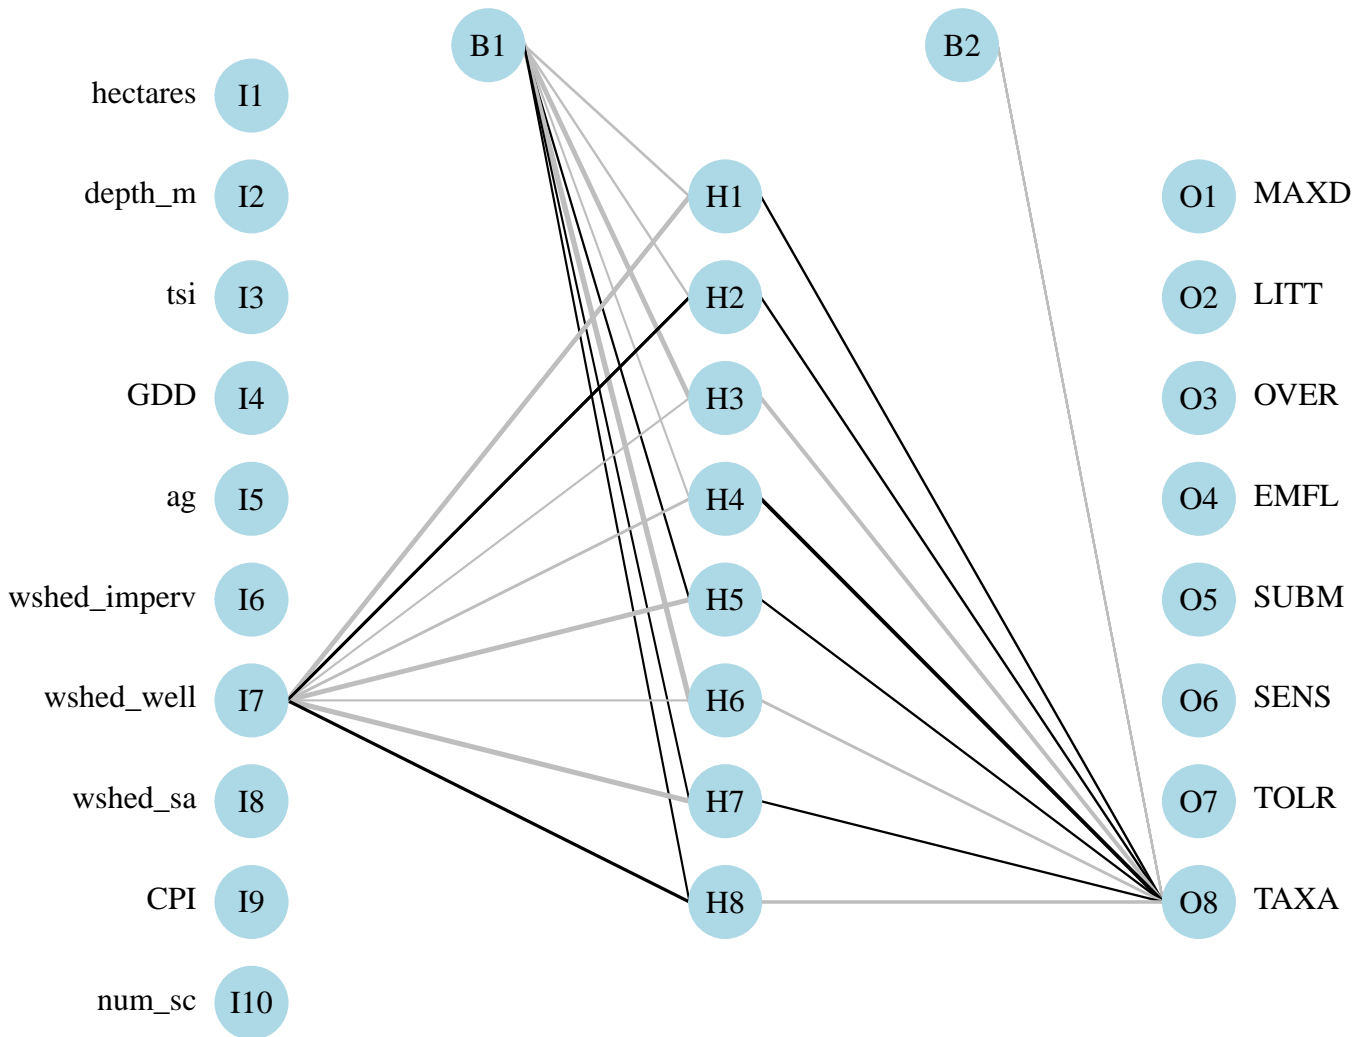 B1
B2
hectares I1
depth_m I2 H1 O1 MAXD
tsi I3 H2 O2 LITT
GDD I4 H3 O3 OVER
ag I5 H4 O4 EMFL
wshed_imperv I6 H5 O5 SUBM
wshed_well I7 H6 O6 SENS
wshed_sa I8 H7 O7 TOLR
CPI I9 H8 O8 TAXA
num_sc I10